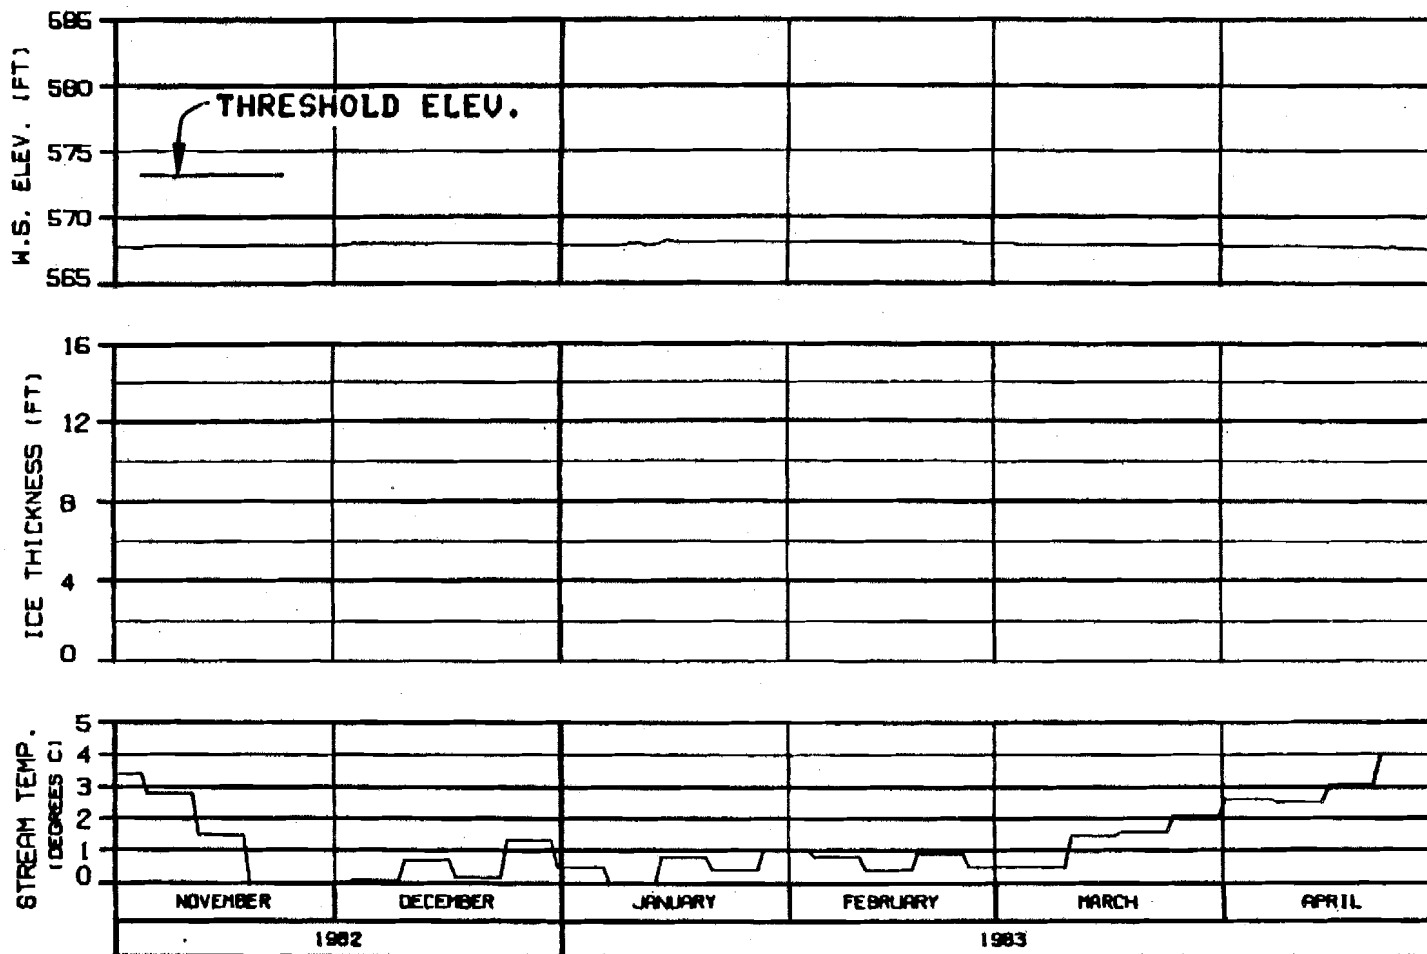 W.S. ELEV. (FT)
585
580
575
570
565
THRESHOLD ELEV.
ICE THICKNESS (FT)
16
12
8
4
0
STREAM TEMP.
(DEGREES C)
5
4
3
2
1
0
NOVEMBER DECEMBER JANUARY FEBRUARY MARCH APRIL
1982 1983